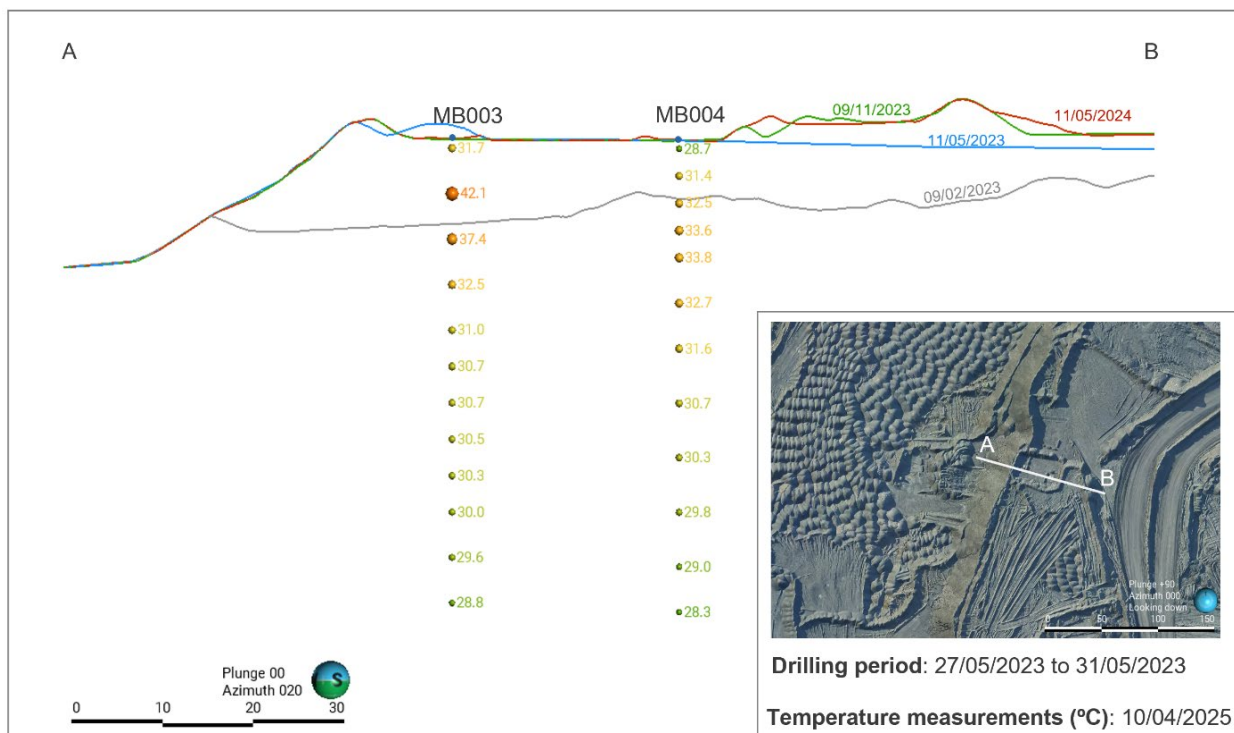 A
B
MB003
MB004
09/11/2023
11/05/2024
11/05/2023
09/02/2023
31.7
42.1
37.4
32.5
31.0
30.7
30.7
30.5
30.3
30.0
29.6
28.8
28.7
31.4
32.5
33.6
33.8
32.7
31.6
30.7
30.3
29.8
29.0
28.3
Plunge 00
Azimuth 020
S
0 10 20 30
A
B
Plunge +90
Azimuth 000
Looking down
0 50 100 150
Drilling period: 27/05/2023 to 31/05/2023
Temperature measurements (ºC): 10/04/2025